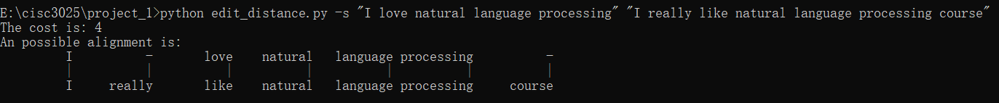 E:\cisc3025\project_1>python edit_distance.py -s "I love natural language processing" "I really like natural language processing course"
The cost is: 4
An possible alignment is:
I - love natural language processing -
| | | | | | |
I really like natural language processing course